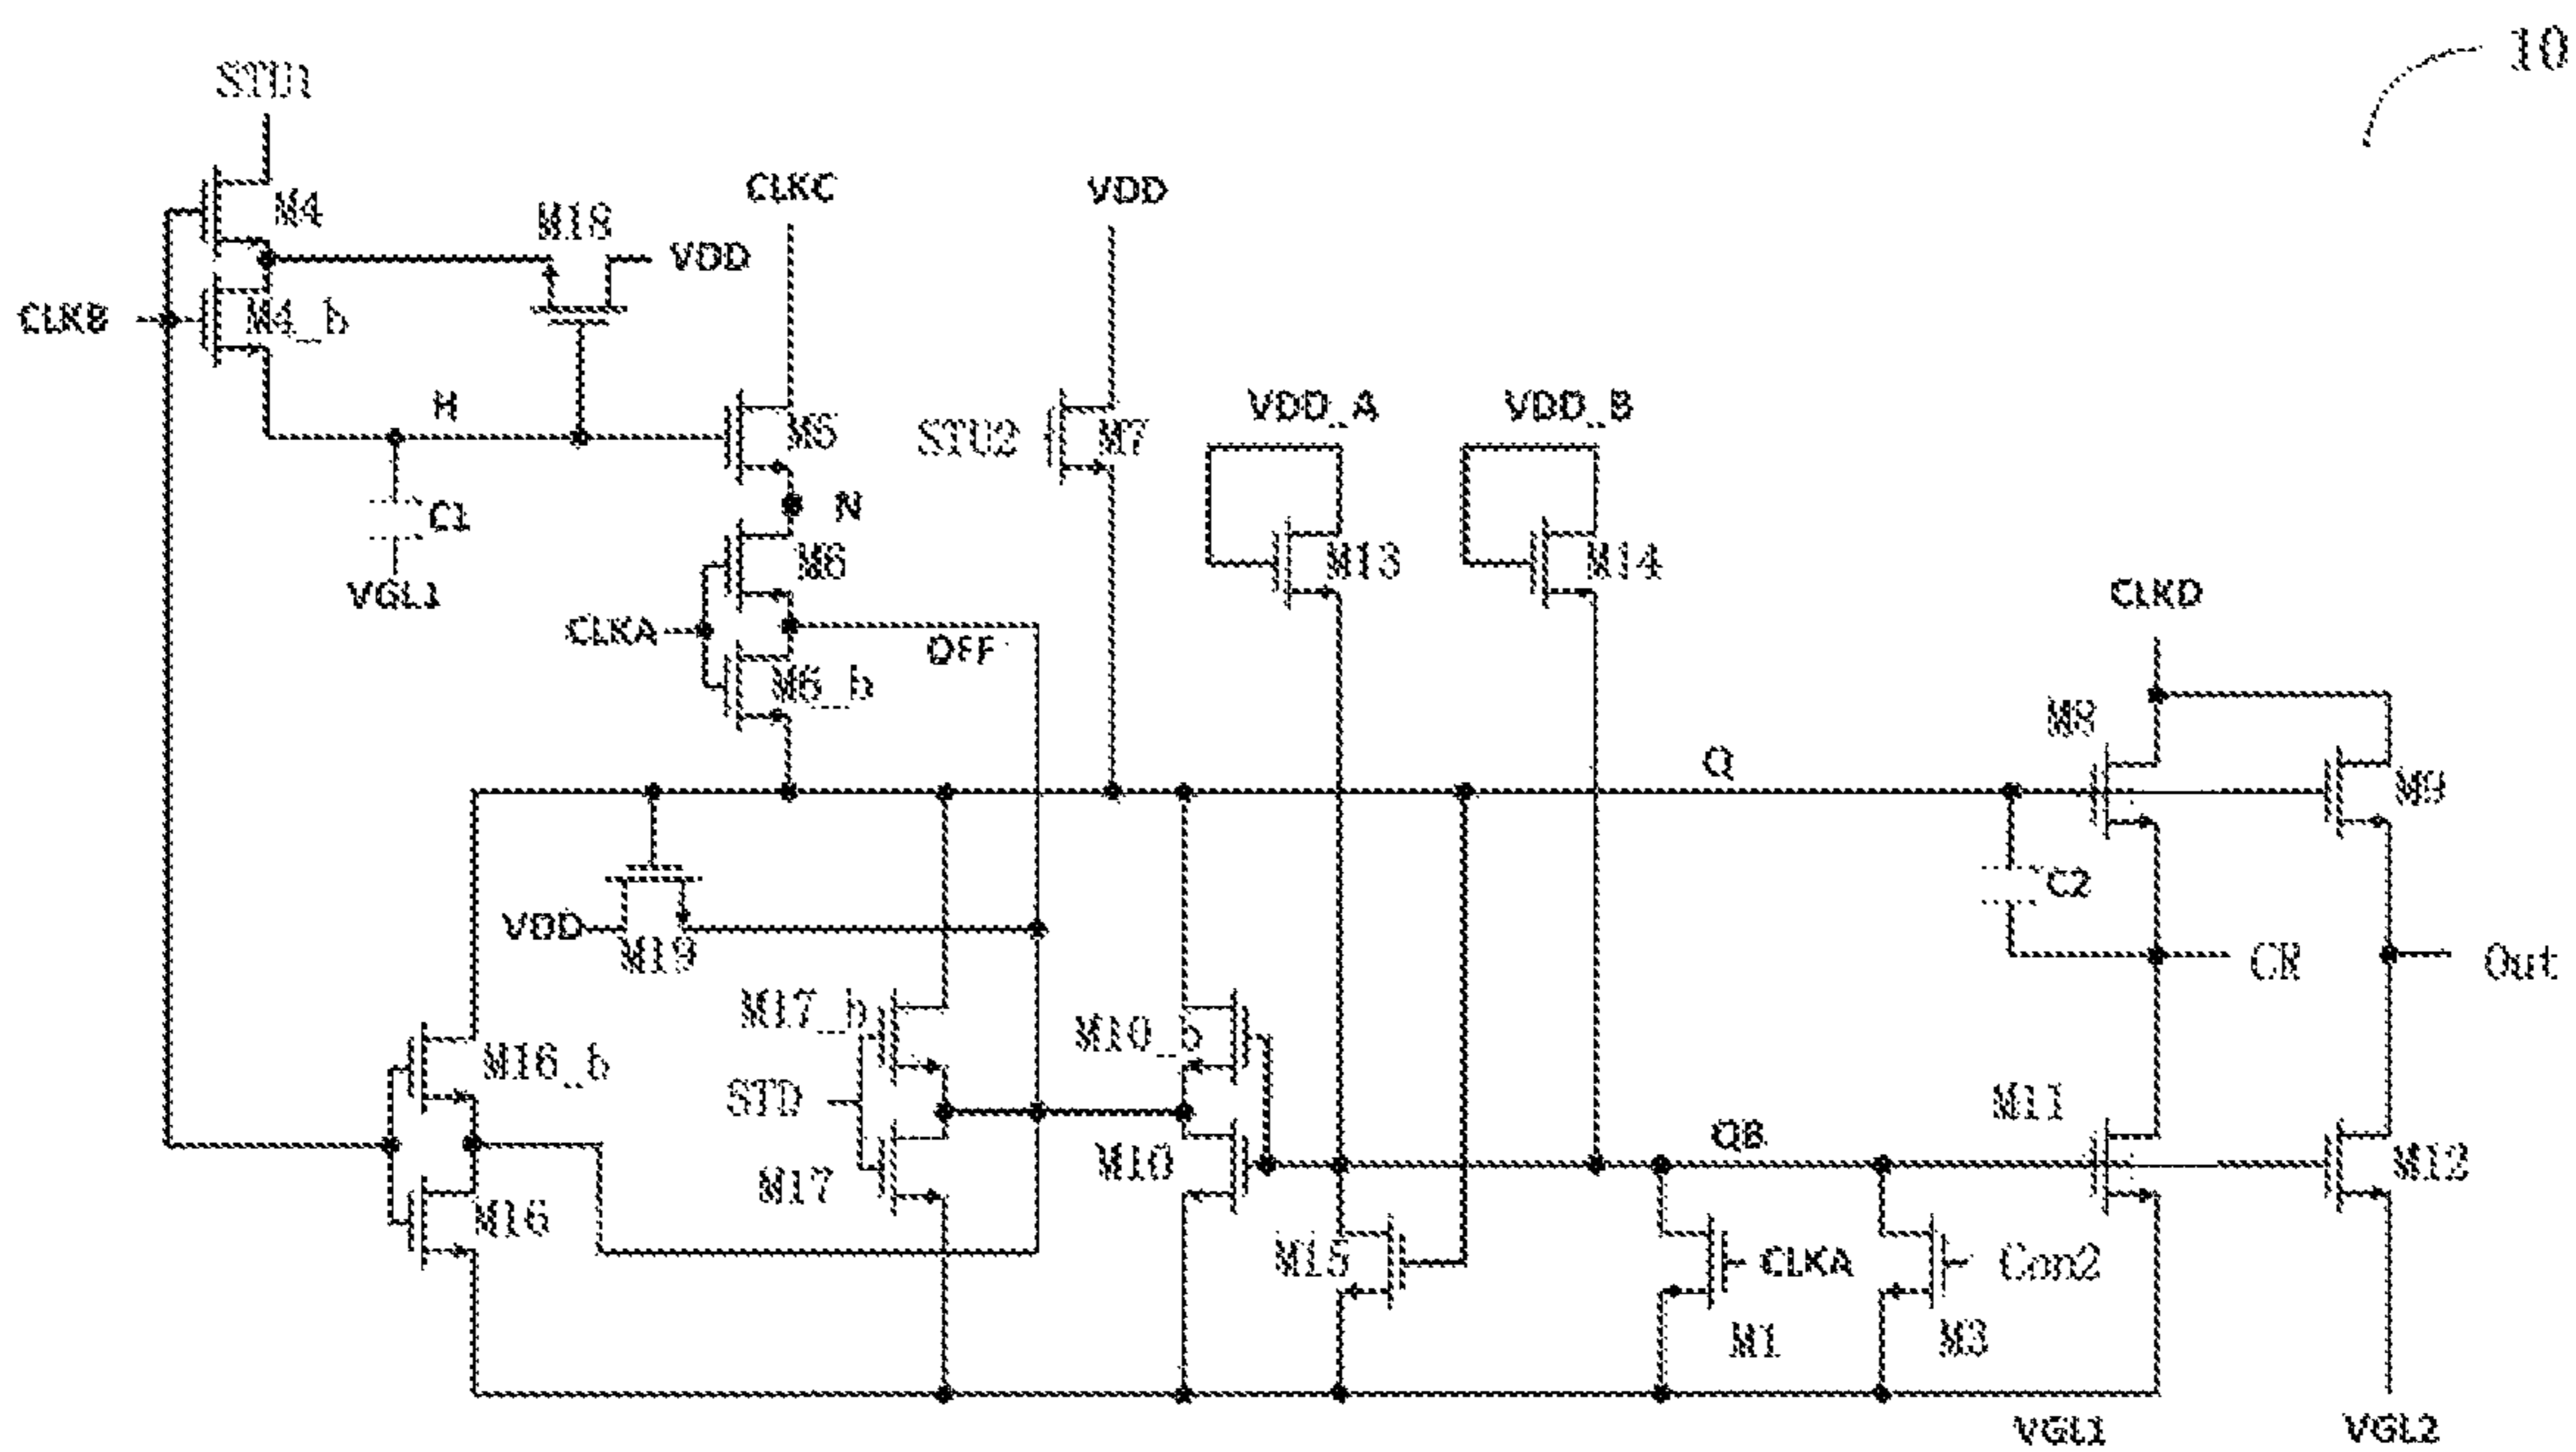 10
STU1
M4
CLKC
VDD
M18
VDD
CLKB
M4_b
H
M5
STU2
M7
VDD_A
VDD_B
C1
N
VGL1
M6
M13
M14
CLKD
CLKA
OFF
M6_b
M8
Q
M9
C2
VDD
M19
CR
Out
M17_b
M10_b
M16_b
STD
M11
QB
M10
M12
M17
M16
M15
CLKA
Con2
M1
M3
VGL1
VGL2